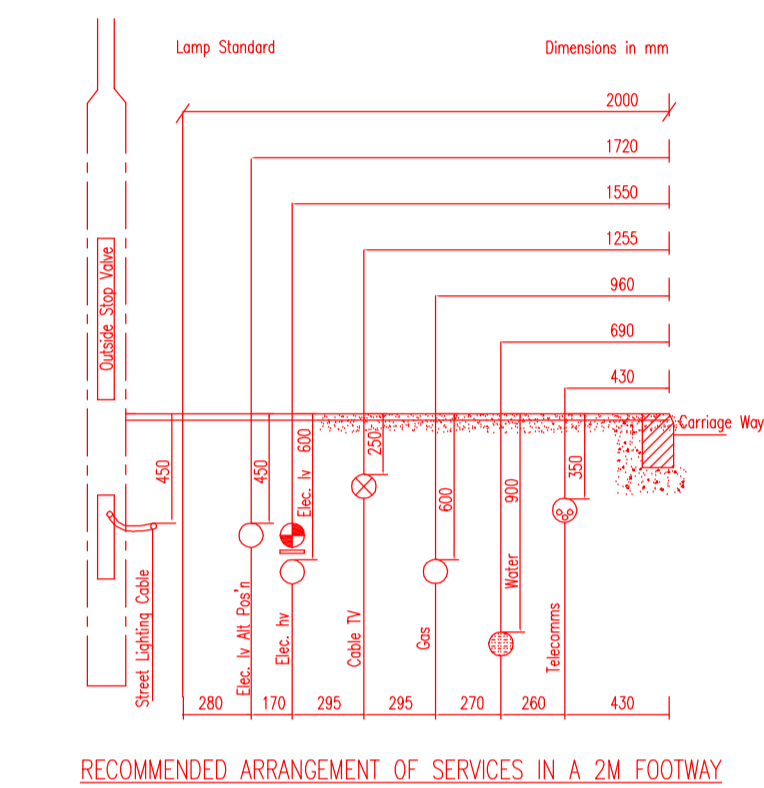 Lamp Standard
Dimensions in mm
2000
1720
1550
1255
960
690
430
Outside Stop Valve
Carriage Way
450
450
600
250
600
900
350
Elec. lv
Street Lighting Cable
Elec. lv Alt Pos'n
Elec. hv
Cable TV
Gas
Water
Telecomms
280
170
295
295
270
260
430
RECOMMENDED ARRANGEMENT OF SERVICES IN A 2M FOOTWAY